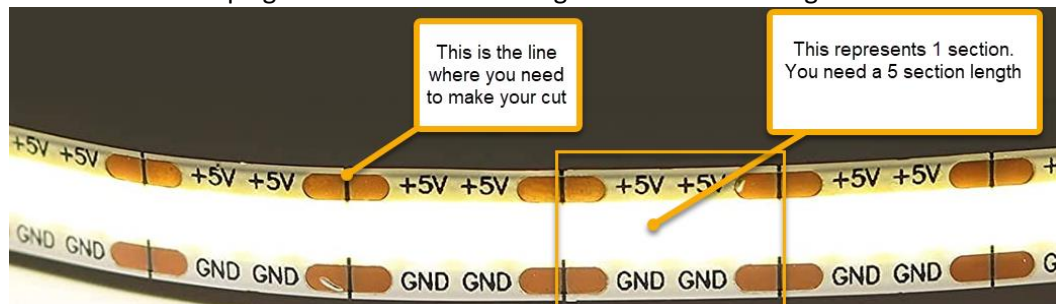 This is the line
where you need
to make your cut
This represents 1 section.
You need a 5 section length
+5V +5V +5V +5V +5V +5V +5V +5V +5V +5V
GND GND GND GND GND GND GND GND GND GND